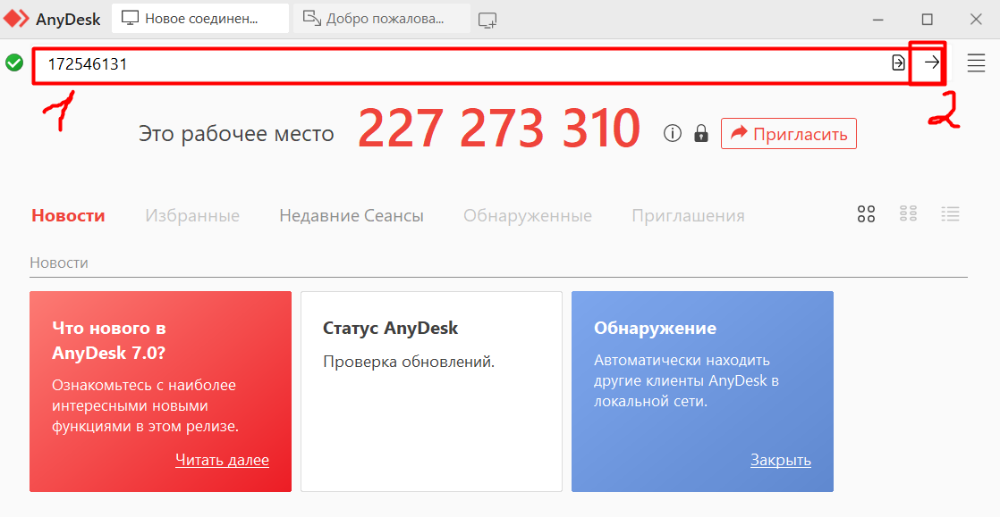 AnyDesk Новое соединен... Добро пожалова...
172546131
1
2
Это рабочее место 227 273 310 Пригласить
Новости Избранные Недавние Сеансы Обнаруженные Приглашения
Новости
Что нового в
AnyDesk 7.0?
Ознакомьтесь с наиболее
интересными новыми
функциями в этом релизе.
Читать далее
Статус AnyDesk
Проверка обновлений.
Обнаружение
Автоматически находить
другие клиенты AnyDesk в
локальной сети.
Закрыть